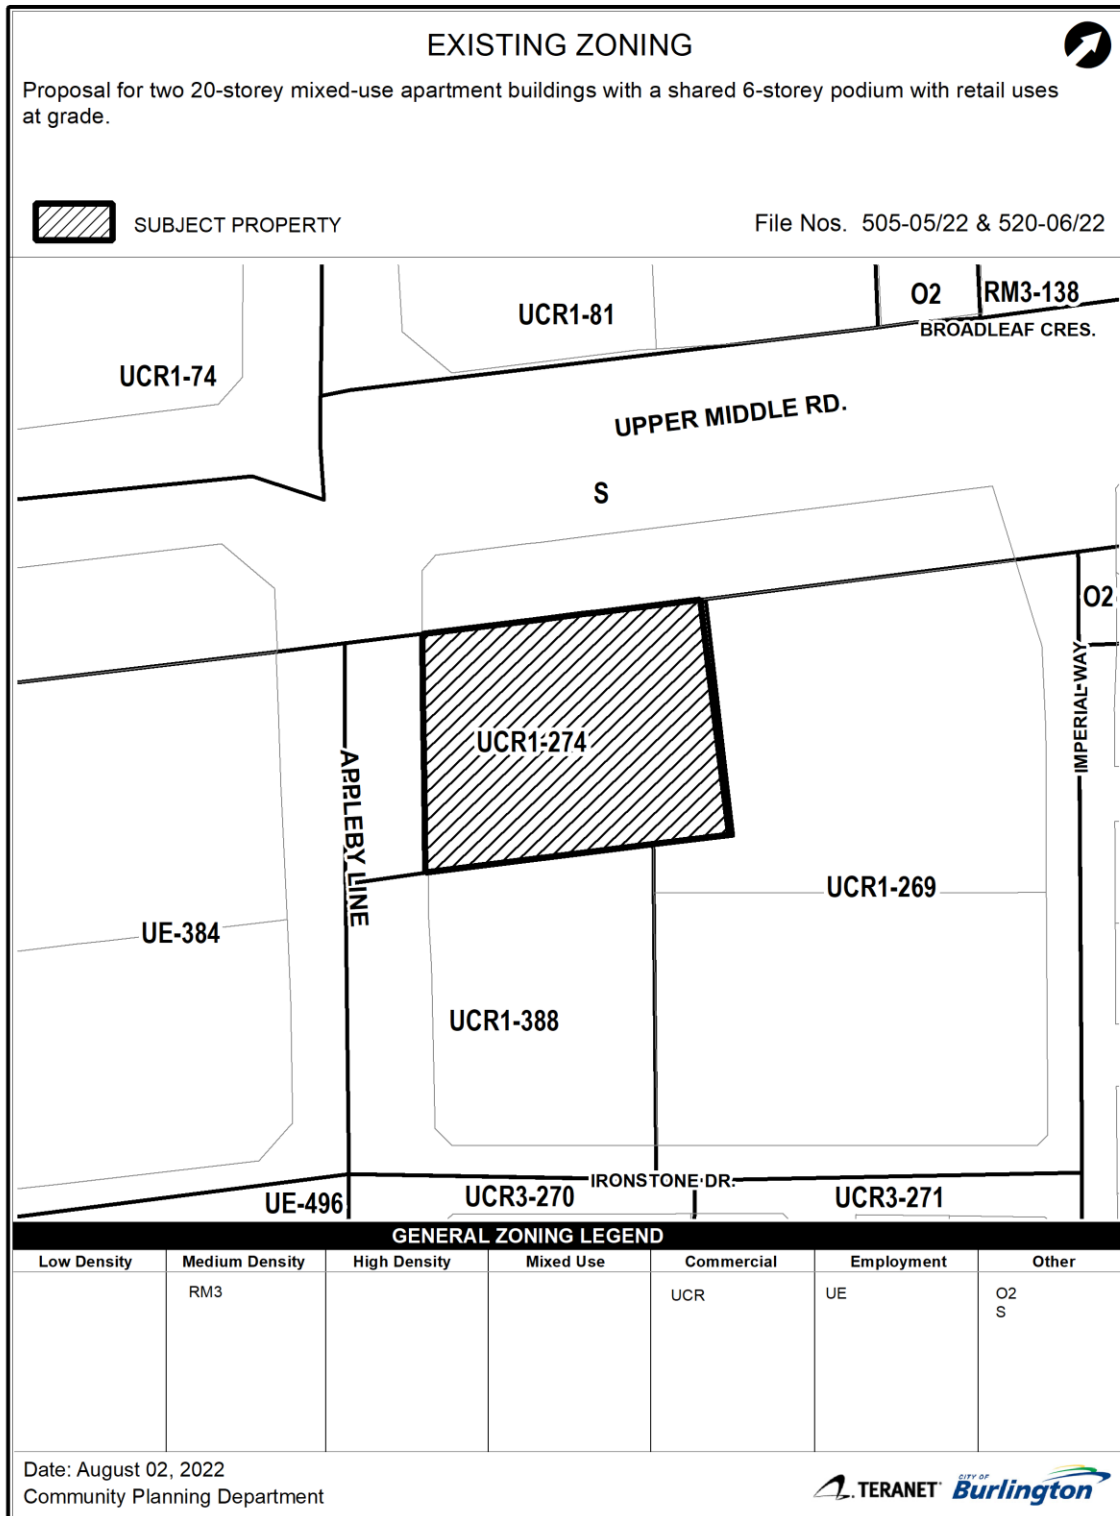 EXISTING ZONING
Proposal for two 20-storey mixed-use apartment buildings with a shared 6-storey podium with retail uses
at grade.
SUBJECT PROPERTY
File Nos. 505-05/22 & 520-06/22
O2
RM3-138
UCR1-81
BROADLEAF CRES.
UCR1-74
UPPER MIDDLE RD.
S
O2
IMPERIAL WAY
UCR1-274
APPLEBY LINE
UCR1-269
UE-384
UCR1-388
IRONSTONE DR.
UE-496
UCR3-270
UCR3-271
GENERAL ZONING LEGEND
Low Density Medium Density High Density Mixed Use Commercial Employment Other
RM3 UCR UE O2
S
Date: August 02, 2022
Community Planning Department
TERANET
CITY OF
Burlington